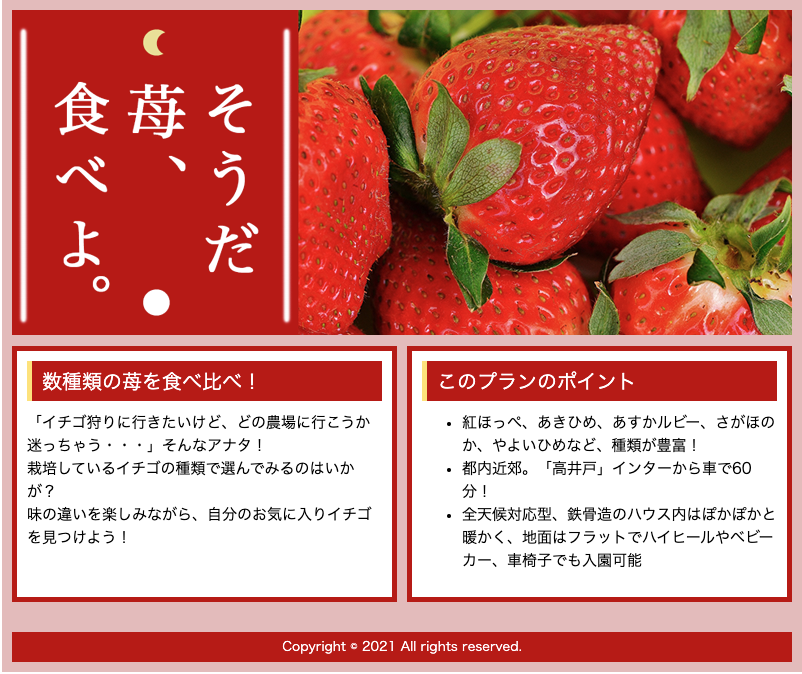 そうだ
苺、
食べよ。
数種類の苺を食べ比べ！
「イチゴ狩りに行きたいけど、どの農場に行こうか
迷っちゃう・・・」そんなアナタ！
栽培しているイチゴの種類で選んでみるのはいか
が？
味の違いを楽しみながら、自分のお気に入りイチゴ
を見つけよう！
このプランのポイント
・紅ほっぺ、あきひめ、あすかルビー、さがほの
か、やよいひめなど、種類が豊富！
・都内近郊。「高井戸」インターから車で60
分！
・全天候対応型、鉄骨造のハウス内はぽかぽかと
暖かく、地面はフラットでハイヒールやベビー
カー、車椅子でも入園可能
Copyright © 2021 All rights reserved.